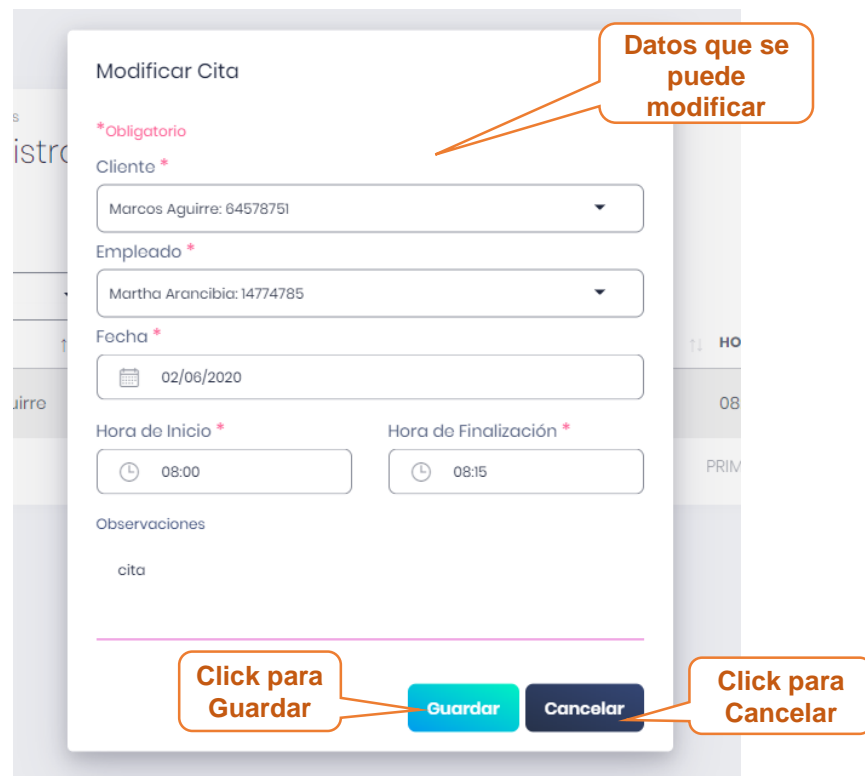 Datos que se
puede
modificar
Modificar Cita
s
istro
*Obligatorio
Cliente *
Marcos Aguirre: 64578751
Empleado *
Martha Arancibia: 14774785
Fecha *
HO
02/06/2020
uirre
08
Hora de Inicio *
Hora de Finalización *
08:00
08:15
PRIM
Observaciones
cita
Click para
Guardar
Guardar
Cancelar
Click para
Cancelar